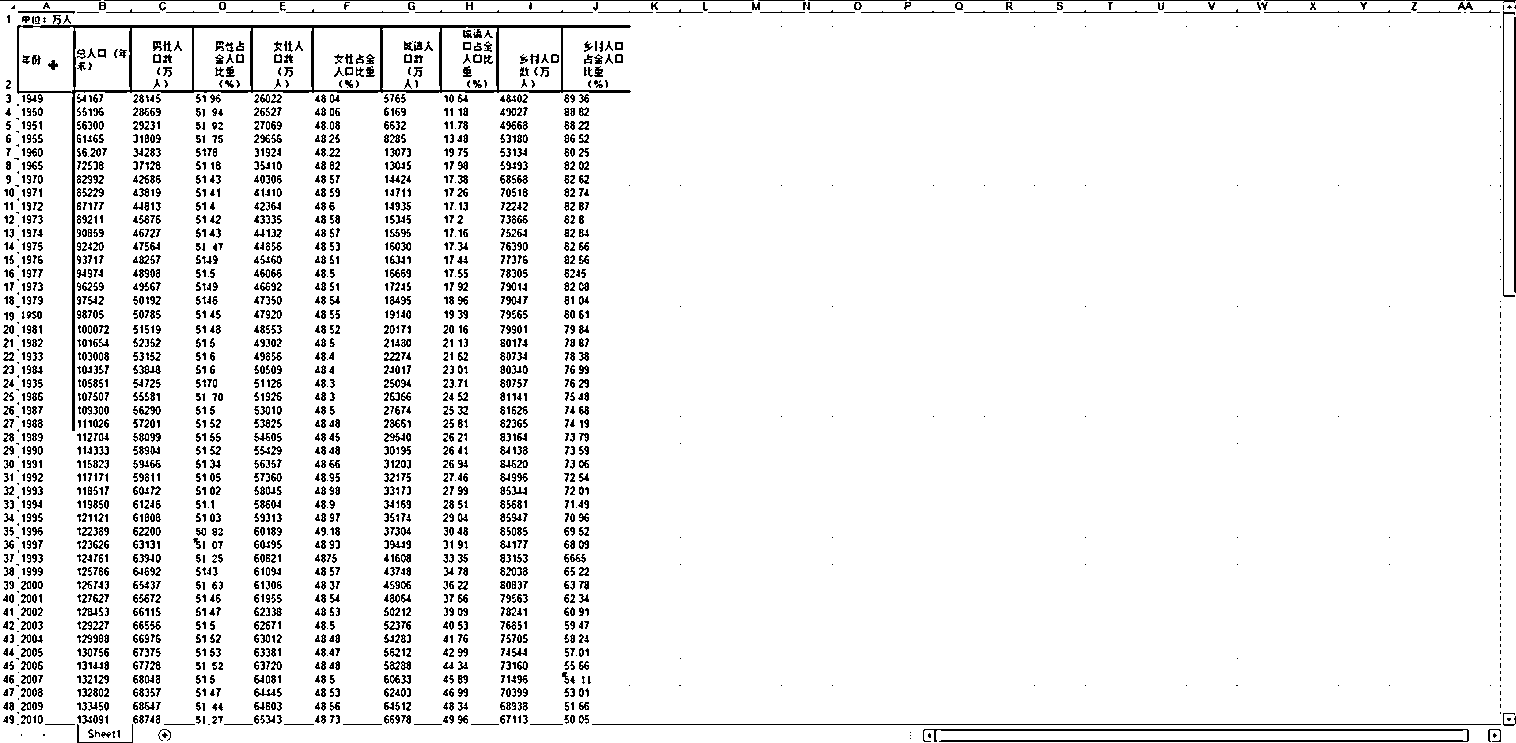 A B C D E F G H I J K L M N O P Q R S T U V W X Y Z AA
1 单位：万人
2 年份 总人口（年末） 男性人口数（万人） 男性占全人口比重（%） 女性人口数（万人） 女性占全人口比重（%） 城镇人口数（万人） 城镇人口占全人口比重（%） 乡村人口数（万人） 乡村人口占全人口比重（%）
3 1949 54167 28145 51 96 26022 48 04 5765 10 64 48402 89 36
4 1950 55196 28669 51 94 26527 48 06 6169 11 18 49027 88 82
5 1951 56300 29231 51 92 27069 48.08 6632 11.78 49668 88 22
6 1955 61465 31809 51 75 29656 48 25 8285 13 48 53180 86 52
7 1960 56,207 34283 5178 31924 48.22 13073 19 75 53134 80 25
8 1965 72538 37128 51 18 35410 48 82 13045 17 98 59493 82 02
9 1970 82992 42686 51 43 40306 48 57 14424 17.38 68568 82 62
10 1971 85229 43819 51 41 41410 48 59 14711 17 26 70518 82 74
11 1972 87177 44813 51 4 42364 48 6 14935 17.13 72242 82 87
12 1973 89211 45876 51 42 43335 48 58 15345 17 2 73866 82 8
13 1974 90859 46727 51 43 44132 48 57 15595 17.16 75264 82 84
14 1975 92420 47564 51 47 44856 48 53 16030 17.34 76390 82 66
15 1976 93717 48257 5149 45460 48 51 16341 17 44 77376 82 56
16 1977 94974 48908 51.5 46066 48.5 16669 17.55 78305 8245
17 1973 96259 49567 5149 46692 48 51 17245 17 92 79014 82 08
18 1979 97542 50192 5146 47350 48 54 18495 18 96 79047 81 04
19 1950 98705 50785 51 45 47920 48 55 19140 19 39 79565 80 61
20 1981 100072 51519 51 48 48553 48 52 20171 20 16 79901 79 84
21 1982 101654 52352 51 5 49302 48 5 21480 21 13 80174 78 87
22 1933 103008 53152 51 6 49856 48.4 22274 21 62 80734 78 38
23 1984 104357 53848 51 6 50509 48 4 24017 23 01 80340 76 99
24 1935 105851 54725 5170 51126 48.3 25094 23.71 80757 76 29
25 1986 107507 55581 51 70 51926 48 3 26366 24 52 81141 75 48
26 1987 109300 56290 51 5 53010 48 5 27674 25 32 81626 74 68
27 1988 111026 57201 51 52 53825 48 48 28661 25 81 82365 74 19
28 1989 112704 58099 51 55 54605 48 45 29540 26 21 83164 73 79
29 1990 114333 58904 51 52 55429 48 48 30195 26 41 84138 73 59
30 1991 115823 59466 51 34 56357 48 66 31203 26 94 84620 73 06
31 1992 117171 59811 51 05 57360 48.95 32175 27.46 84996 72 54
32 1993 118517 60472 51 02 58045 48 98 33173 27 99 85344 72 01
33 1994 119850 61246 51.1 58604 48.9 34169 28 51 85681 71.49
34 1995 121121 61808 51 03 59313 48 97 35174 29 04 85947 70 96
35 1996 122389 62200 50 82 60189 49.18 37304 30 48 85085 69 52
36 1997 123626 63131 51 07 60495 48 93 39449 31 91 84177 68 09
37 1993 124761 63940 51 25 60821 4875 41608 33 35 83153 6665
38 1999 125786 64692 5143 61094 48 57 43748 34 78 82038 65 22
39 2000 126743 65437 51 63 61306 48 37 45906 36 22 80837 63 78
40 2001 127627 65672 51 46 61955 48 54 48064 37 66 79563 62 34
41 2002 128453 66115 51 47 62338 48 53 50212 39 09 78241 60 91
42 2003 129227 66556 51 5 62671 48.5 52376 40 53 76851 59 47
43 2004 129988 66976 51 52 63012 48 48 54283 41 76 75705 58 24
44 2005 130756 67375 51 53 63381 48.47 56212 42 99 74544 57.01
45 2006 131448 67728 51 52 63720 48 48 58288 44 34 73160 55 66
46 2007 132129 68048 51 5 64081 48 5 60633 45 89 71496 54 11
47 2008 132802 68357 51 47 64445 48 53 62403 46 99 70399 53 01
48 2009 133450 68647 51 44 64803 48 56 64512 48 34 68938 51 66
49 2010 134091 68748 51.27 65343 48 73 66978 49 96 67113 50 05
Sheet1